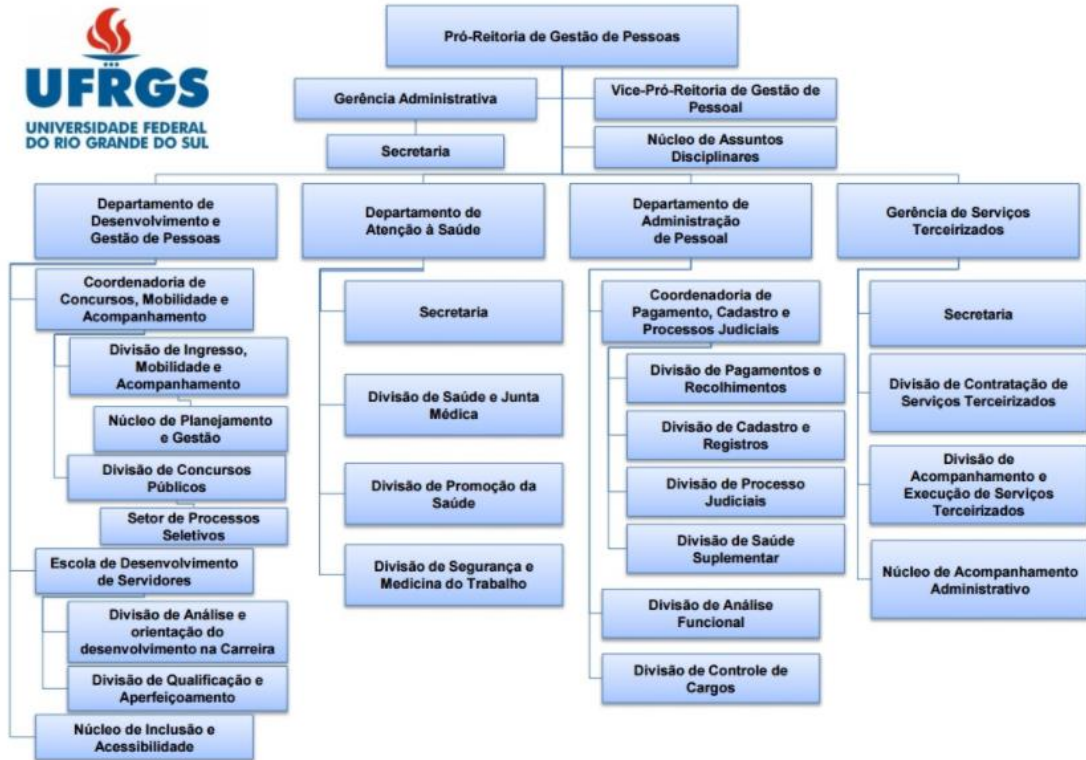 UFRGS
UNIVERSIDADE FEDERAL
DO RIO GRANDE DO SUL
Pró-Reitoria de Gestão de Pessoas
Gerência Administrativa
Secretaria
Vice-Pró-Reitoria de Gestão de
Pessoal
Núcleo de Assuntos
Disciplinares
Departamento de
Desenvolvimento e
Gestão de Pessoas
Coordenadoria de
Concursos, Mobilidade e
Acompanhamento
Divisão de Ingresso,
Mobilidade e
Acompanhamento
Núcleo de Planejamento
e Gestão
Divisão de Concursos
Públicos
Setor de Processos
Seletivos
Escola de Desenvolvimento
de Servidores
Divisão de Análise e
orientação do
desenvolvimento na Carreira
Divisão de Qualificação e
Aperfeiçoamento
Núcleo de Inclusão e
Acessibilidade
Departamento de
Atenção à Saúde
Secretaria
Divisão de Saúde e Junta
Médica
Divisão de Promoção da
Saúde
Divisão de Segurança e
Medicina do Trabalho
Departamento de
Administração
de Pessoal
Coordenadoria de
Pagamento, Cadastro e
Processos Judiciais
Divisão de Pagamentos e
Recolhimentos
Divisão de Cadastro e
Registros
Divisão de Processo
Judiciais
Divisão de Saúde
Suplementar
Divisão de Análise
Funcional
Divisão de Controle de
Cargos
Gerência de Serviços
Terceirizados
Secretaria
Divisão de Contratação de
Serviços Terceirizados
Divisão de
Acompanhamento e
Execução de Serviços
Terceirizados
Núcleo de Acompanhamento
Administrativo